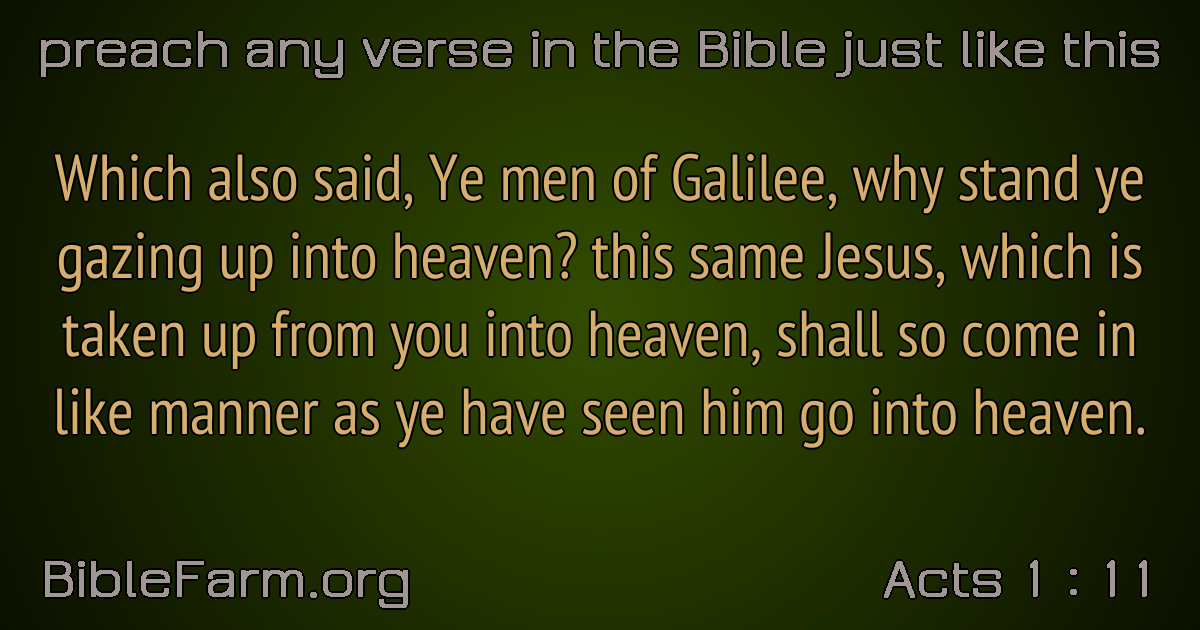 preach any verse in the Bible just like this
Which also said, Ye men of Galilee, why stand ye
gazing up into heaven? this same Jesus, which is
taken up from you into heaven, shall so come in
like manner as ye have seen him go into heaven.
BibleFarm.org
Acts 1 : 11